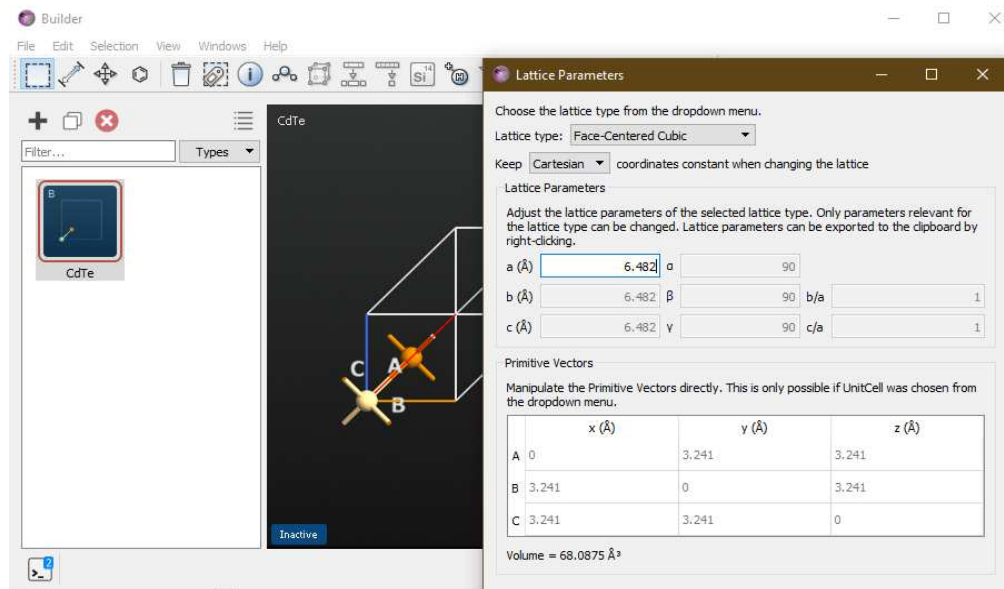 Builder
File Edit Selection View Windows Help
Si 14
Filter... Types
B
CdTe
CdTe
C A
B
Inactive
2
Lattice Parameters
Choose the lattice type from the dropdown menu.
Lattice type: Face-Centered Cubic
Keep Cartesian coordinates constant when changing the lattice
Lattice Parameters
Adjust the lattice parameters of the selected lattice type. Only parameters relevant for
the lattice type can be changed. Lattice parameters can be exported to the clipboard by
right-clicking.
a (Å) 6.482 α 90
b (Å) 6.482 β 90 b/a 1
c (Å) 6.482 γ 90 c/a 1
Primitive Vectors
Manipulate the Primitive Vectors directly. This is only possible if UnitCell was chosen from
the dropdown menu.
x (Å) y (Å) z (Å)
A 0 3.241 3.241
B 3.241 0 3.241
C 3.241 3.241 0
Volume = 68.0875 Å³